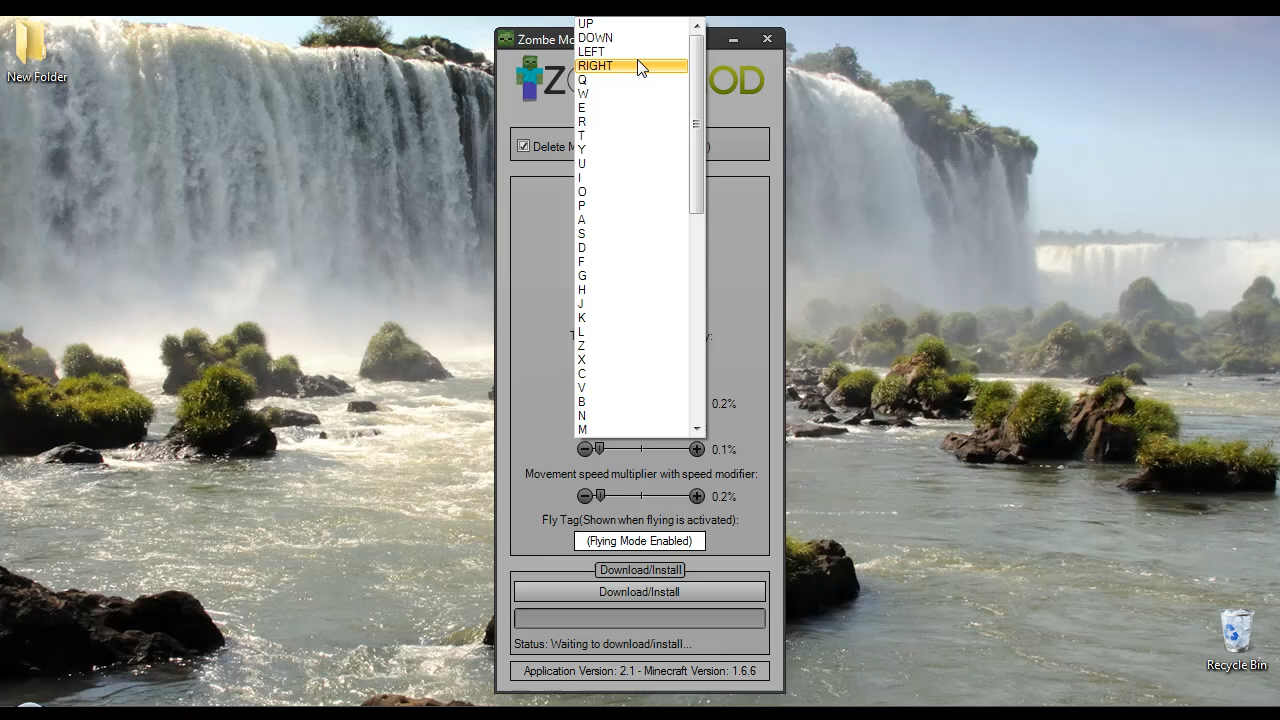 New Folder
Zombe Mo
Z OD
Delete M )
UP
DOWN
LEFT
RIGHT
Q
W
E
R
T
Y
U
I
O
P
A
S
D
F
G
H
J
K
L
Z
X
C
V
B
N
M
T y:
0.2%
0.1%
Movement speed multiplier with speed modifier:
0.2%
Fly Tag(Shown when flying is activated):
(Flying Mode Enabled)
Download/Install
Download/Install
Status: Waiting to download/install...
Application Version: 2.1 - Minecraft Version: 1.6.6
Recycle Bin